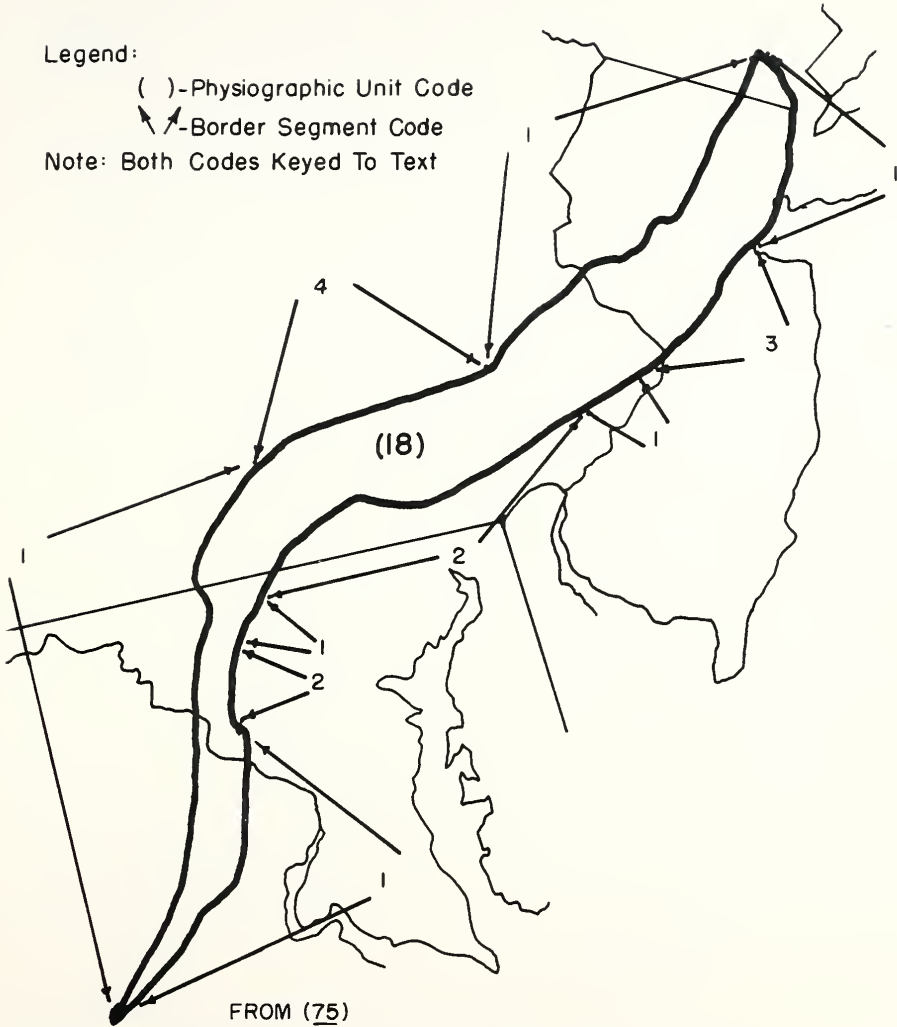 Legend:
( )-Physiographic Unit Code
-Border Segment Code
Note: Both Codes Keyed To Text
1
1
4
3
(18)
1
1
2
1
2
1
FROM (75)